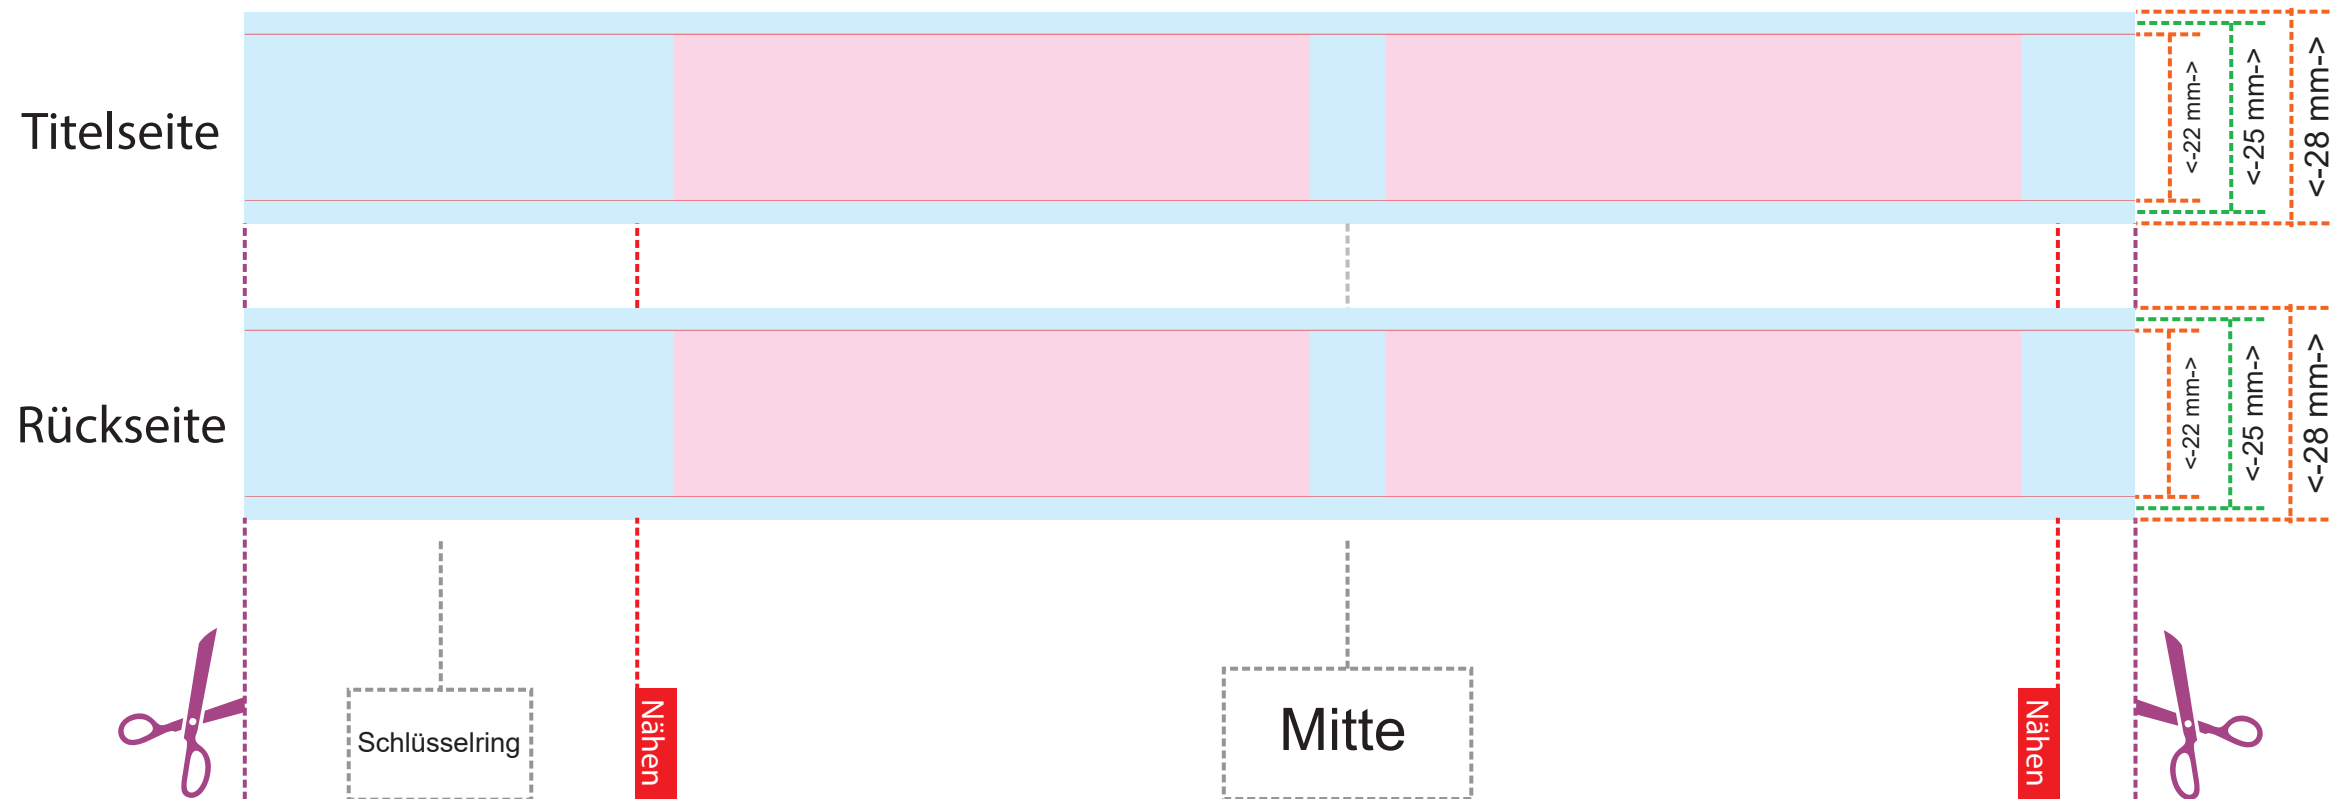 Titelseite
<-22 mm->
<-25 mm->
<-28 mm->
Rückseite
<-22 mm->
<-25 mm->
<-28 mm->
Schlüsselring
Nähen
Mitte
Nähen